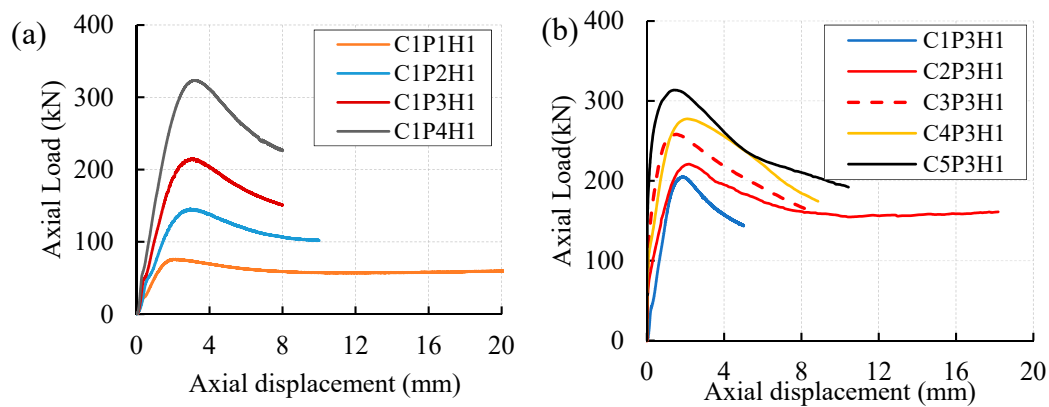 (a)
Axial Load (kN)
400
300
200
100
0
0 4 8 12 16 20
Axial displacement (mm)
C1P1H1
C1P2H1
C1P3H1
C1P4H1
(b)
Axial Load(kN)
400
300
200
100
0
0 4 8 12 16 20
Axial displacement (mm)
C1P3H1
C2P3H1
C3P3H1
C4P3H1
C5P3H1